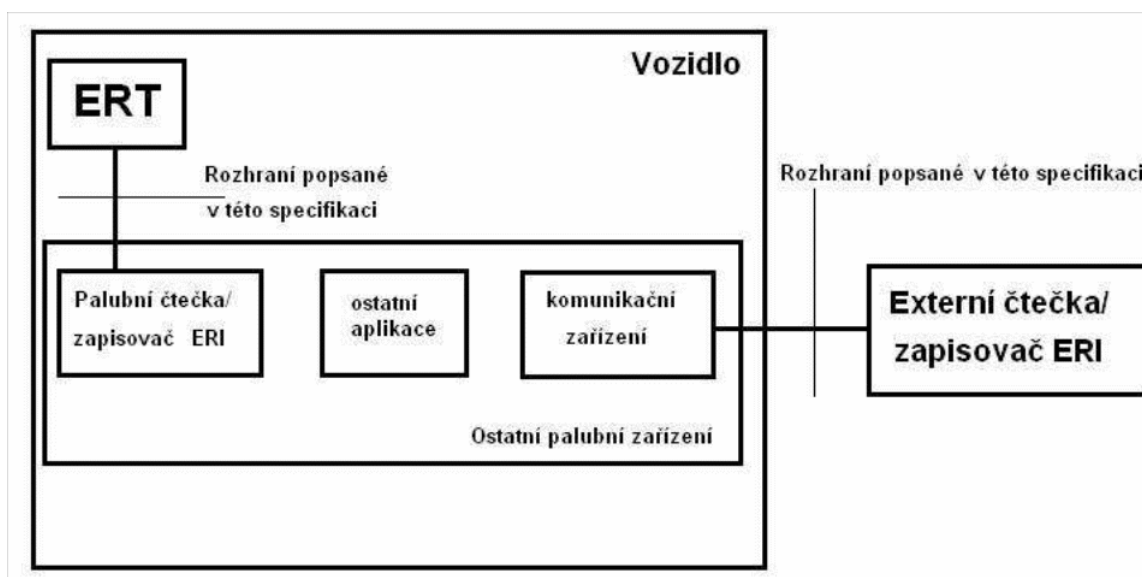 Vozidlo
ERT
Rozhraní popsané
v této specifikaci
Rozhraní popsané v této specifikaci
Palubní čtečka/
zapisovač ERI
ostatní
aplikace
komunikační
zařízení
Externí čtečka/
zapisovač ERI
Ostatní palubní zařízení